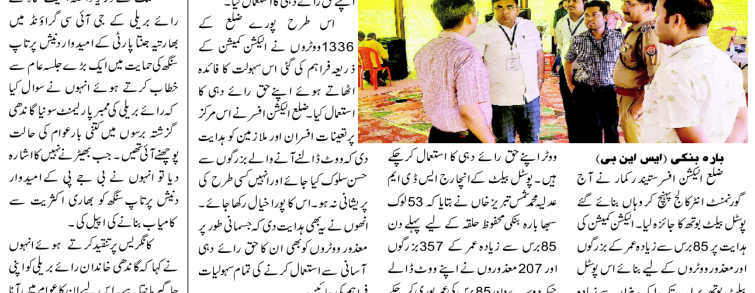 بارہ بنکی (ایس این بی)
ضلع الیکشن افسر ستیندر کمار نے آج
گورنمنٹ انٹر کالج پہنچ کر وہاں بنائے گئے
پوسٹل بیلٹ بوتھ کا جائزہ لیا۔ الیکشن کمیشن کی
ہدایت پر 85 برس سے زیادہ عمر کے بزرگوں
اور معذور ووٹروں کے لیے بنائے اس پوسٹل
ووٹر اپنے حق رائے دہی کا استعمال کر چکے
ہیں۔ پوسٹل بیلٹ کے انچارج ایس ڈی ایم
عدلیہ محمد شمس تبریز خاں نے بتایا کہ 53 لوک
سبھا بارہ بنکی محفوظ حلقہ کے لیے پہلے دن
85 برس سے زیادہ عمر کے 357 بزرگوں
اور 207 معذوروں نے اپنے ووٹ ڈالے
اپنے حق رائے دہی کا استعمال کیا۔
اس طرح پورے ضلع کے
1336 ووٹروں نے الیکشن کمیشن کے
ذریعہ فراہم کی گئی اس سہولت کا فائدہ
اٹھاتے ہوئے اپنے حق رائے دہی کا
استعمال کیا۔ ضلع الیکشن افسر نے اس مرکز
پر تعینات افسران اور ملازمین کو ہدایت
دی کہ ووٹ ڈالنے آنے والے بزرگوں سے
حسن سلوک کیا جائے اور انہیں کسی طرح کی
پریشانی نہ ہو۔ اس کا پورا خیال رکھا جائے۔
انھوں نے یہ بھی ہدایت دی کہ جسمانی طور پر
معذور ووٹروں کو بھی ان کا حق رائے دہی
آسانی سے استعمال کرنے کی تمام سہولیات
فراہم کی جائیں۔
رائے بریلی کے جی آئی سی گراؤنڈ میں
بھارتیہ جنتا پارٹی کے امیدوار دنیش پرتاپ
سنگھ کی حمایت میں ایک بڑے جلسہ عام سے
خطاب کرتے ہوئے انہوں نے سوال کیا
کہ رائے بریلی کی ممبر پارلیمنٹ سونیا گاندھی
گزشتہ برسوں میں کتنی بار عوام کی حالت
پوچھنے آئی تھیں۔ جب بھیڑ نے نہیں کا اشارہ
دیا تو انہوں نے بی جے پی کے امیدوار
دنیش پرتاپ سنگھ کو بھاری اکثریت سے
کامیاب بنانے کی اپیل کی۔
کانگریس پر تنقید کرتے ہوئے انہوں
نے کہا کہ گاندھی خاندان رائے بریلی کو اپنی